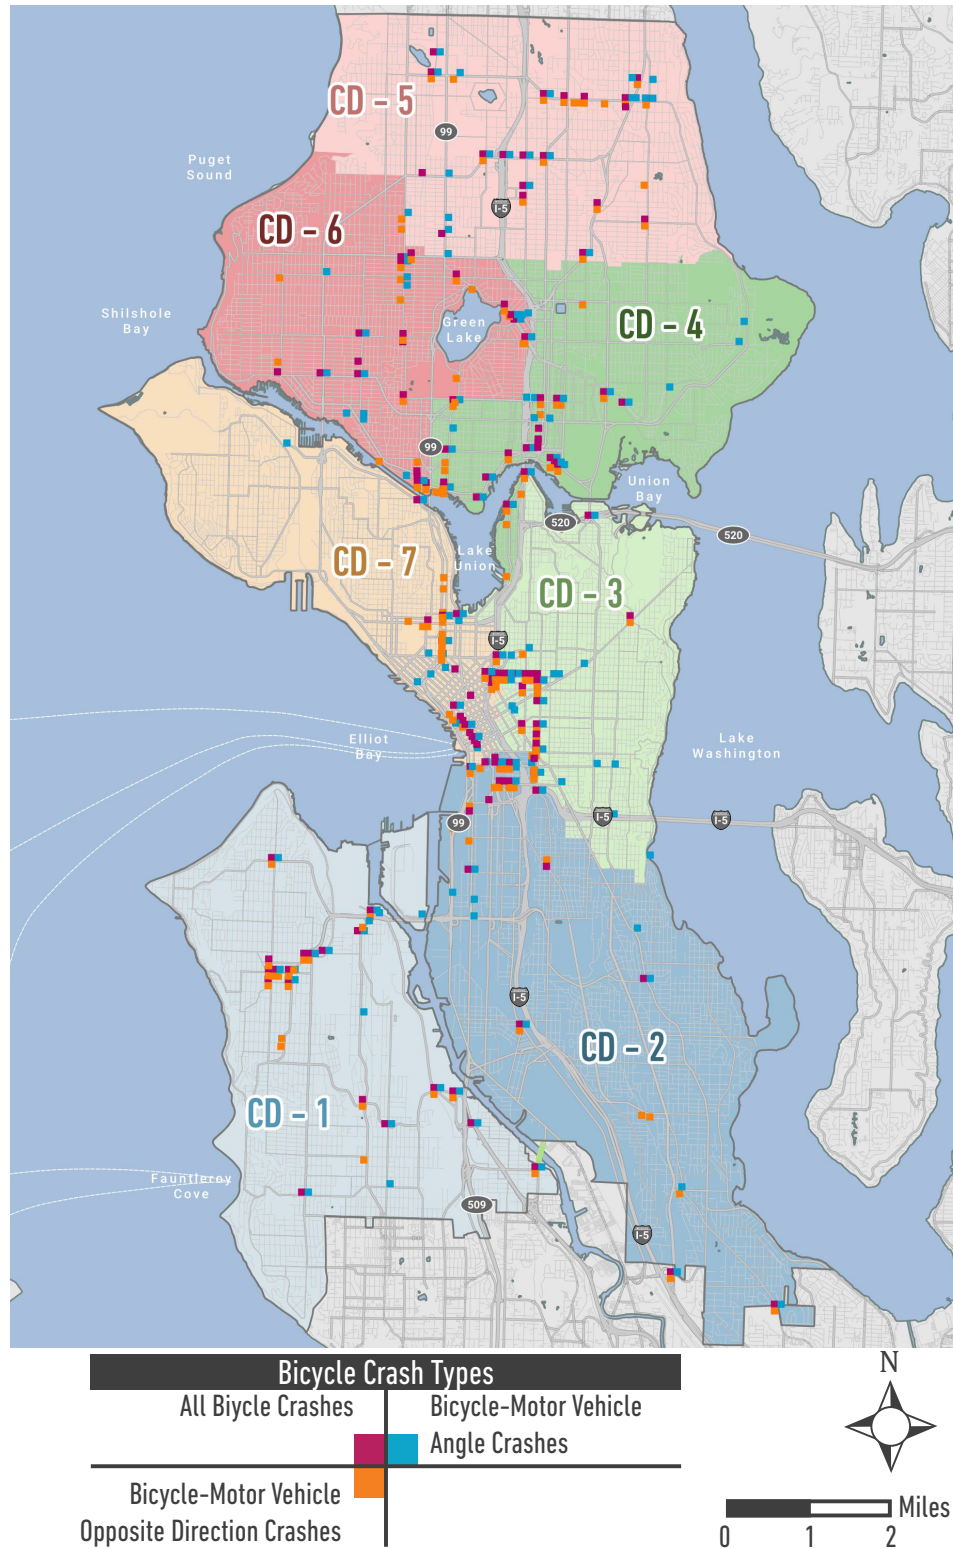 CD - 5
99
Puget
Sound
I-5
CD - 6
Shilshole
Bay
Green
Lake
CD - 4
99
Union
Bay
520
520
CD - 7
Lake
Union
CD - 3
I-5
Elliot
Bay
Lake
Washington
99
I-5
I-5
I-5
CD - 2
CD - 1
Fauntleroy
Cove
509
I-5
Bicycle Crash Types
All Biycle Crashes
Bicycle-Motor Vehicle
Angle Crashes
Bicycle-Motor Vehicle
Opposite Direction Crashes
N
Miles
0 1 2